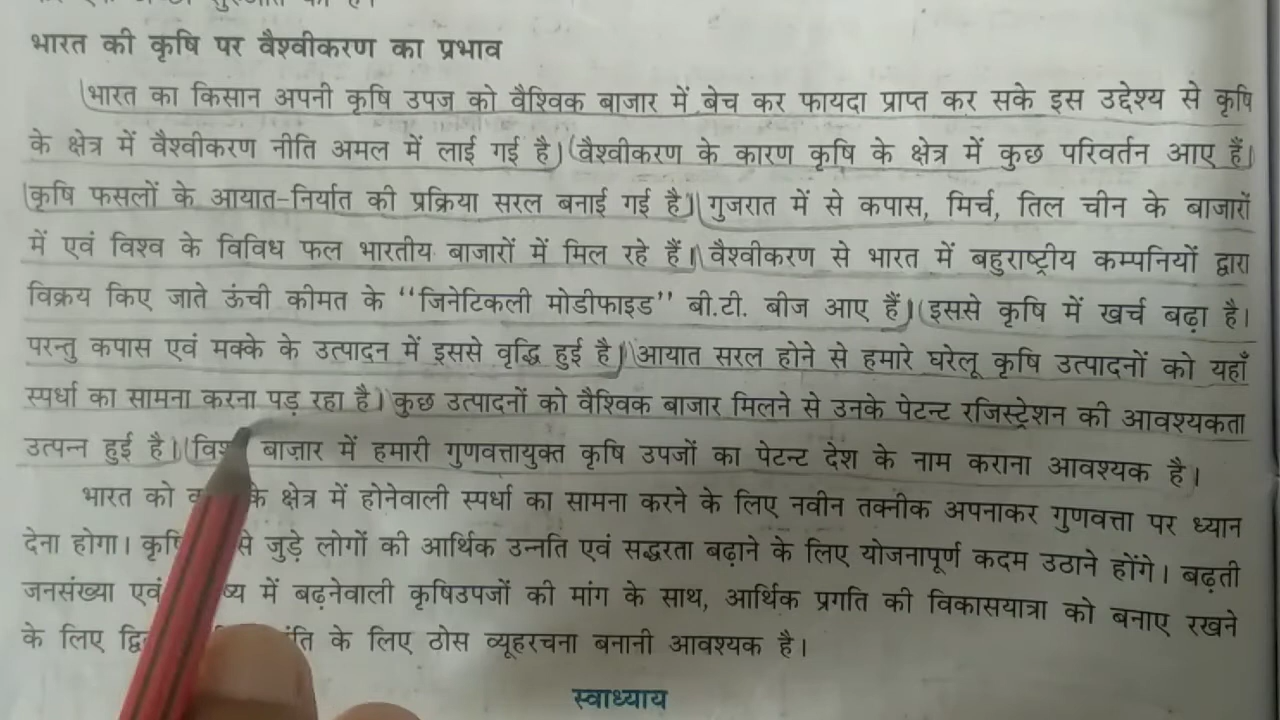 भारत की कृषि पर वैश्वीकरण का प्रभाव
भारत का किसान अपनी कृषि उपज को वैश्विक बाजार में बेच कर फायदा प्राप्त कर सके इस उद्देश्य से कृषि
के क्षेत्र में वैश्वीकरण नीति अमल में लाई गई है। वैश्वीकरण के कारण कृषि के क्षेत्र में कुछ परिवर्तन आए हैं।
कृषि फसलों के आयात-निर्यात की प्रक्रिया सरल बनाई गई है। गुजरात में से कपास, मिर्च, तिल चीन के बाजारों
में एवं विश्व के विविध फल भारतीय बाजारों में मिल रहे हैं। वैश्वीकरण से भारत में बहुराष्ट्रीय कम्पनियों द्वारा
विक्रय किए जाते ऊंची कीमत के "जिनेटिकली मोडीफाइड" बी.टी. बीज आए हैं। इससे कृषि में खर्च बढ़ा है।
परन्तु कपास एवं मक्के के उत्पादन में इससे वृद्धि हुई है। आयात सरल होने से हमारे घरेलू कृषि उत्पादनों को यहाँ
स्पर्धा का सामना करना पड़ रहा है। कुछ उत्पादनों को वैश्विक बाजार मिलने से उनके पेटन्ट रजिस्ट्रेशन की आवश्यकता
उत्पन्न हुई है। बाज़ार में हमारी गुणवत्तायुक्त कृषि उपजों का पेटन्ट देश के नाम कराना आवश्यक है।
भारत को के क्षेत्र में होनेवाली स्पर्धा का सामना करने के लिए नवीन तक्नीक अपनाकर गुणवत्ता पर ध्यान
देना होगा। से जुड़े लोगों की आर्थिक उन्नति एवं सद्धरता बढ़ाने के लिए योजनापूर्ण कदम उठाने होंगे। बढ़ती
जनसंख्या एवं में बढ़नेवाली कृषिउपजों की मांग के साथ, आर्थिक प्रगति की विकासयात्रा को बनाए रखने
के लिए के लिए ठोस व्यूहरचना बनानी आवश्यक है।
स्वाध्याय